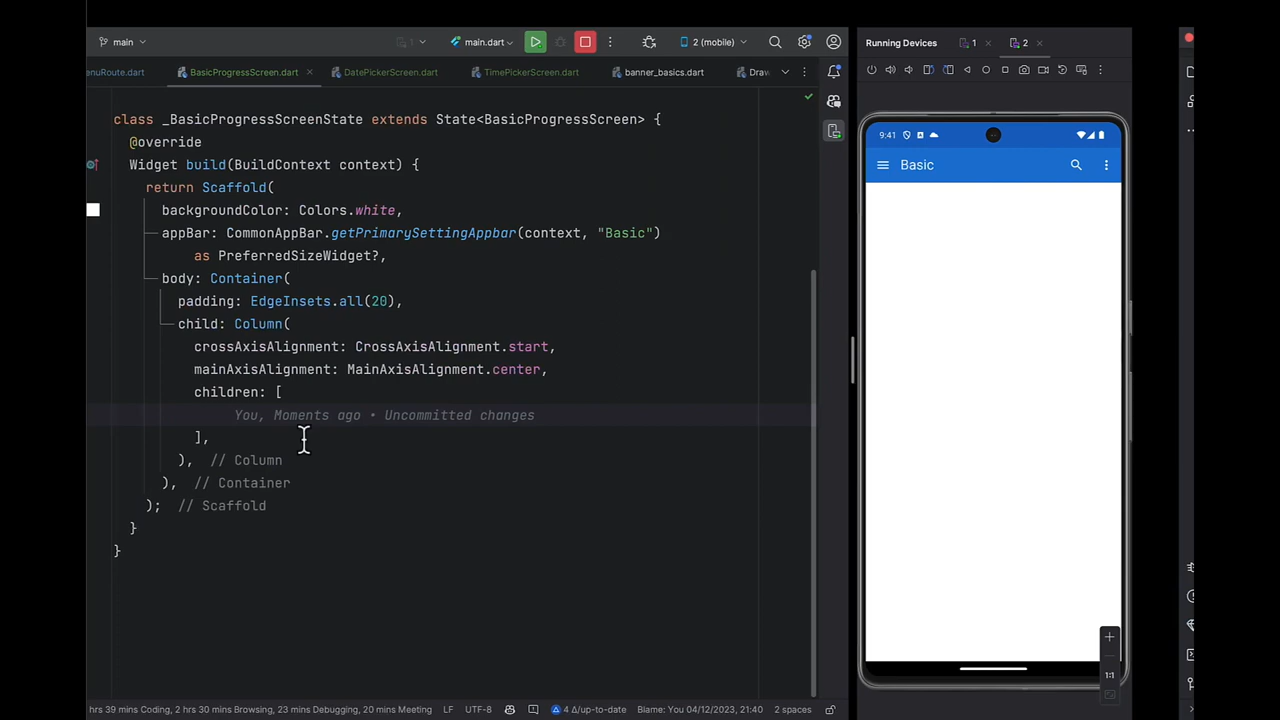 main
main.dart
2 (mobile)
Running Devices
1
2
enuRoute.dart
BasicProgressScreen.dart
DatePickerScreen.dart
TimePickerScreen.dart
banner_basics.dart
Draw
class _BasicProgressScreenState extends State<BasicProgressScreen> {
@override
Widget build(BuildContext context) {
return Scaffold(
backgroundColor: Colors.white,
appBar: CommonAppBar.getPrimarySettingAppbar(context, "Basic")
as PreferredSizeWidget?,
body: Container(
padding: EdgeInsets.all(20),
child: Column(
crossAxisAlignment: CrossAxisAlignment.start,
mainAxisAlignment: MainAxisAlignment.center,
children: [
You, Moments ago • Uncommitted changes
],
), // Column
), // Container
); // Scaffold
}
}
9:41
Basic
1:1
hrs 39 mins Coding, 2 hrs 30 mins Browsing, 23 mins Debugging, 20 mins Meeting
LF
UTF-8
4 Δ/up-to-date
Blame: You 04/12/2023, 21:40
2 spaces